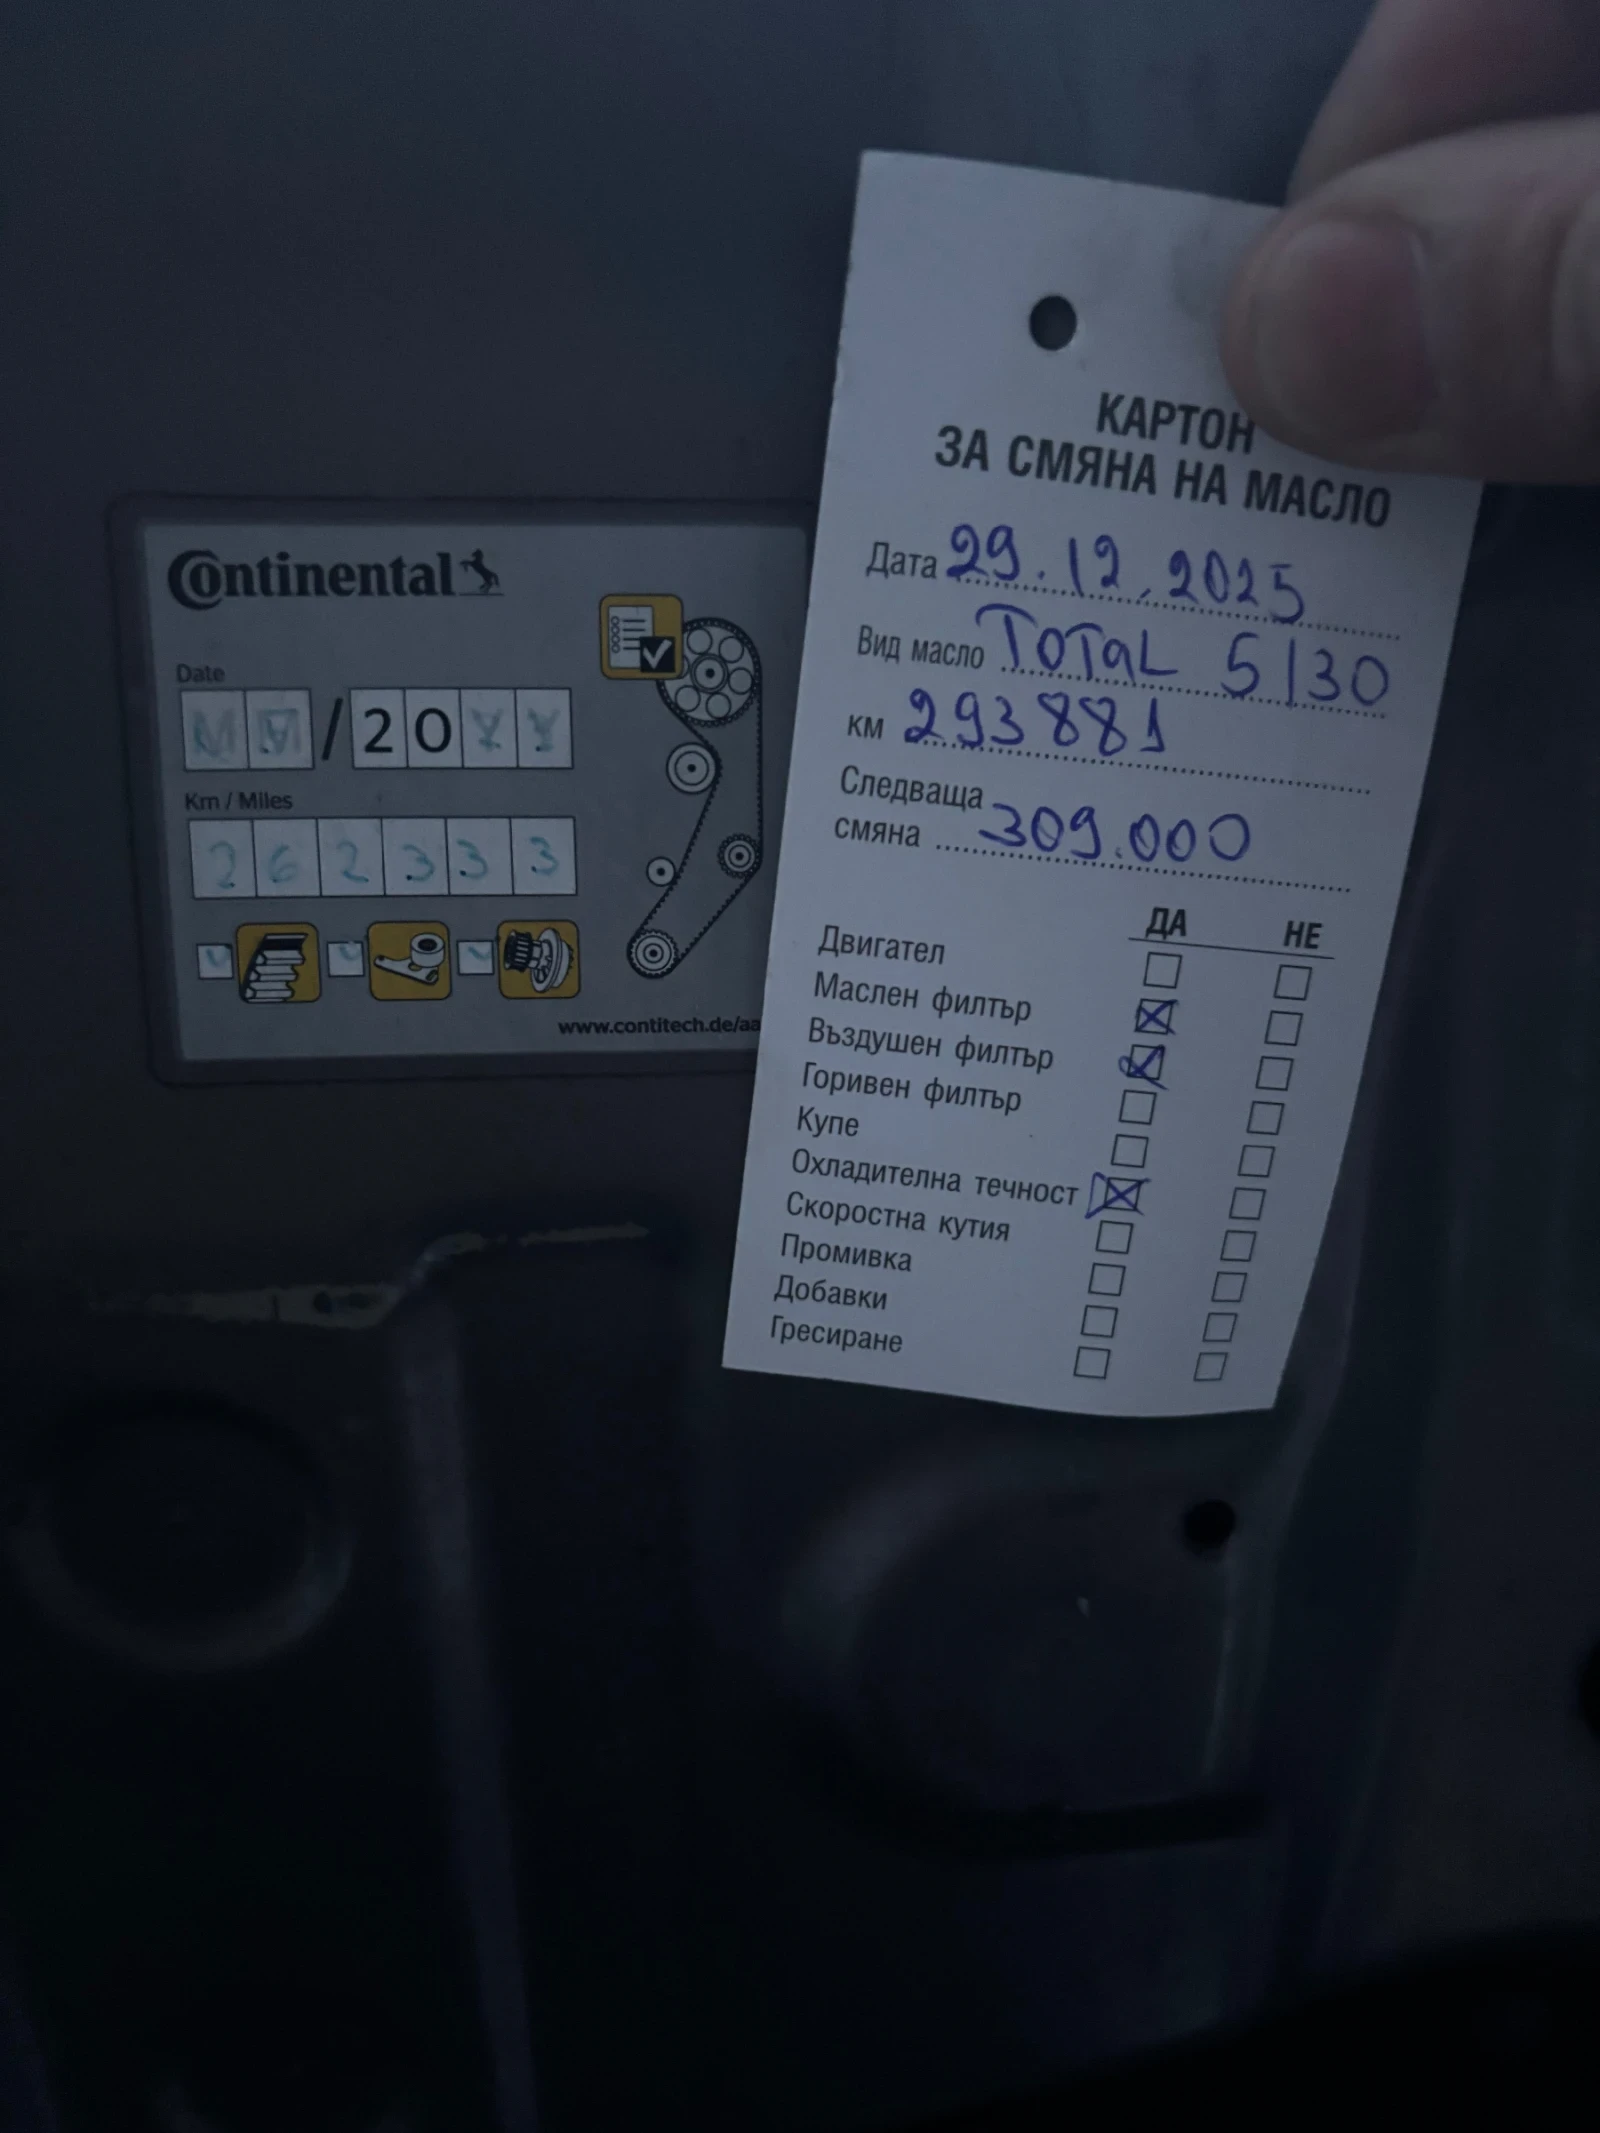 Continental
Date
/20
Km / Miles
262333
www.contitech.de/aa
КАРТОН
ЗА СМЯНА НА МАСЛО
Дата 29.12.2025
Вид масло TOTAL 5/30
км 293881
Следваща
смяна 309.000
ДА НЕ
Двигател
Маслен филтър
Въздушен филтър
Горивен филтър
Купе
Охладителна течност
Скоростна кутия
Промивка
Добавки
Гресиране